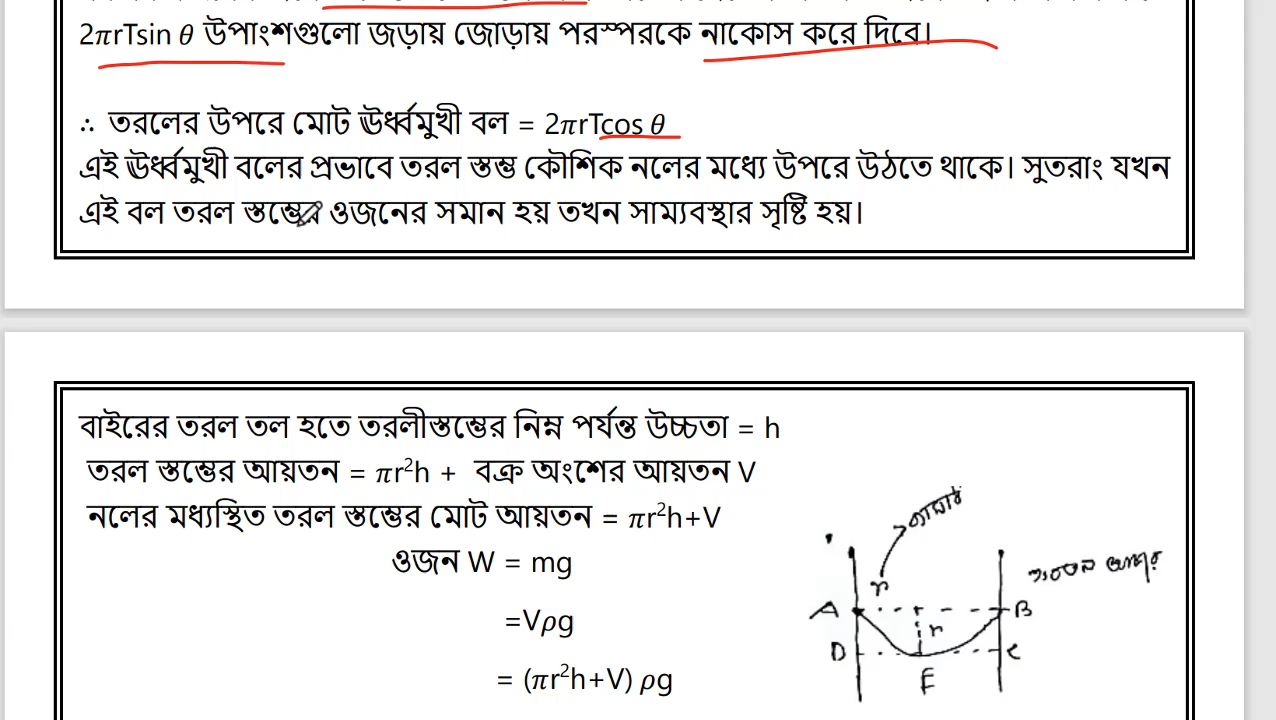 2πrTsin θ উপাংশগুলো জড়ায় জোড়ায় পরস্পরকে নাকোস করে দিবে।
∴ তরলের উপরে মোট ঊর্ধ্বমুখী বল = 2πrTcos θ
এই ঊর্ধ্বমুখী বলের প্রভাবে তরল স্তম্ভ কৌশিক নলের মধ্যে উপরে উঠতে থাকে। সুতরাং যখন
এই বল তরল স্তম্ভের ওজনের সমান হয় তখন সাম্যবস্থার সৃষ্টি হয়।
বাইরের তরল তল হতে তরলীস্তম্ভের নিম্ন পর্যন্ত উচ্চতা = h
তরল স্তম্ভের আয়তন = πr²h + বক্র অংশের আয়তন V
নলের মধ্যস্থিত তরল স্তম্ভের মোট আয়তন = πr²h+V
ওজন W = mg
=Vρg
= (πr²h+V) ρg
r
A B
r
D C
E